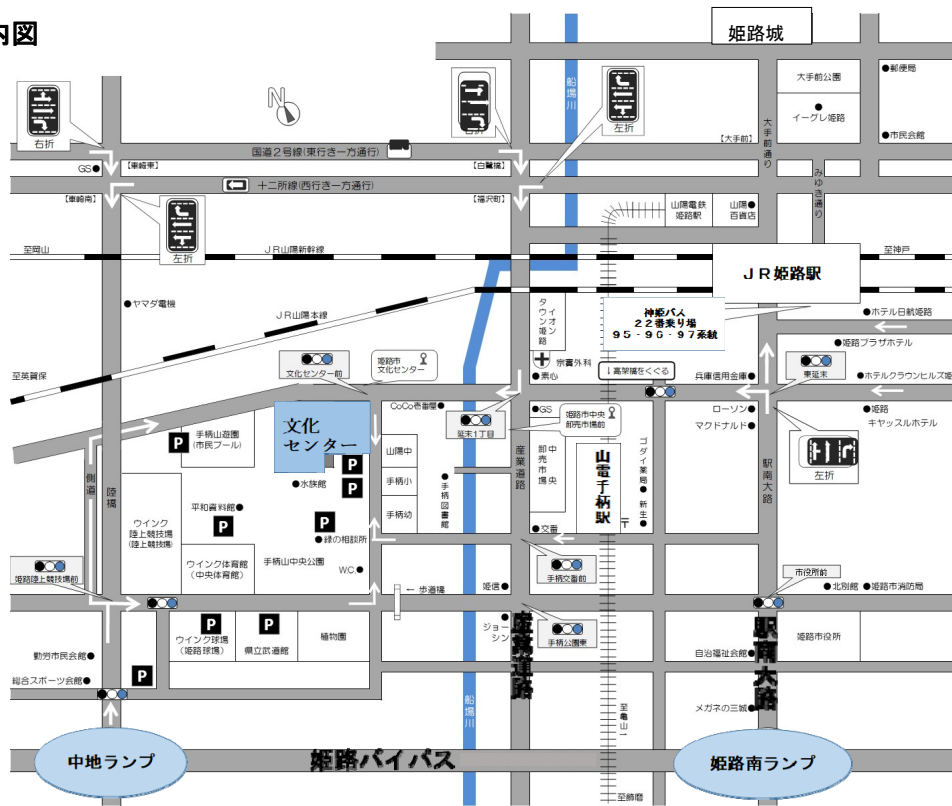 内図
姫路城
大手前公園
●郵便局
イーグレ姫路
●市民会館
船場川
大手前通り
みゆき通り
右折
左折
N
国道2号線(東行き一方通行)
【車崎東】
【白鷺橋】
【大手前】
GS●
十二所線(西行き一方通行)
【車崎南】
【福沢町】
左折
山陽電鉄
姫路駅
山陽●
百貨店
至岡山
JR山陽新幹線
至神戸
JR姫路駅
●ヤマダ電機
JR山陽本線
神姫バス
22番乗り場
95・96・97系統
●ホテル日航姫路
●姫路プラザホテル
宗書外科
●素心
↓高架橋をくぐる
兵庫信用金庫●
東延末
●ホテルクラウンヒルズ姫
至英賀保
文化センター前
姫路市
文化センター
CoCo壱番屋●
延末1丁目
●GS
姫路市中央
卸売市場前
ローソン●
マクドナルド●
●姫路
キャッスルホテル
左折
文化
センター
P
手柄山遊園
(市民プール)
P
●水族館
P
山陽中
手柄小
手柄幼
●手柄図書館
産業道路
中央
卸売市場
山電手柄駅
ゴダイ薬局●
新生●
〒
駅南大路
側道
陸橋
ウインク
陸上競技場
(陸上競技場)
平和資料館●
P
P
●緑の相談所
●交番
ウインク体育館
(中央体育館)
手柄山中央公園
W.C.●
手柄交番前
姫路陸上競技場前
← 歩道橋
姫信●
市役所前
●北別館
●姫路市消防局
P
ウインク球場
(姫路球場)
P
県立武道館
植物園
ジョー
シン
手柄公園東
産業道路
駅南大路
姫路市役所
勤労市民会館●
自治福祉会館●
総合スポーツ会館●
P
船場川
至亀山→
メガネの三城●
中地ランプ
姫路バイパス
姫路南ランプ
至飾磨